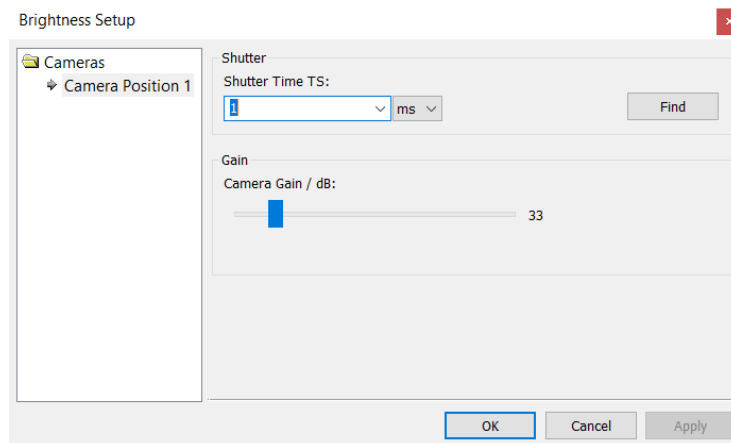 Brightness Setup
Cameras
Camera Position 1
Shutter
Shutter Time TS:
1
ms
Find
Gain
Camera Gain / dB:
33
OK
Cancel
Apply